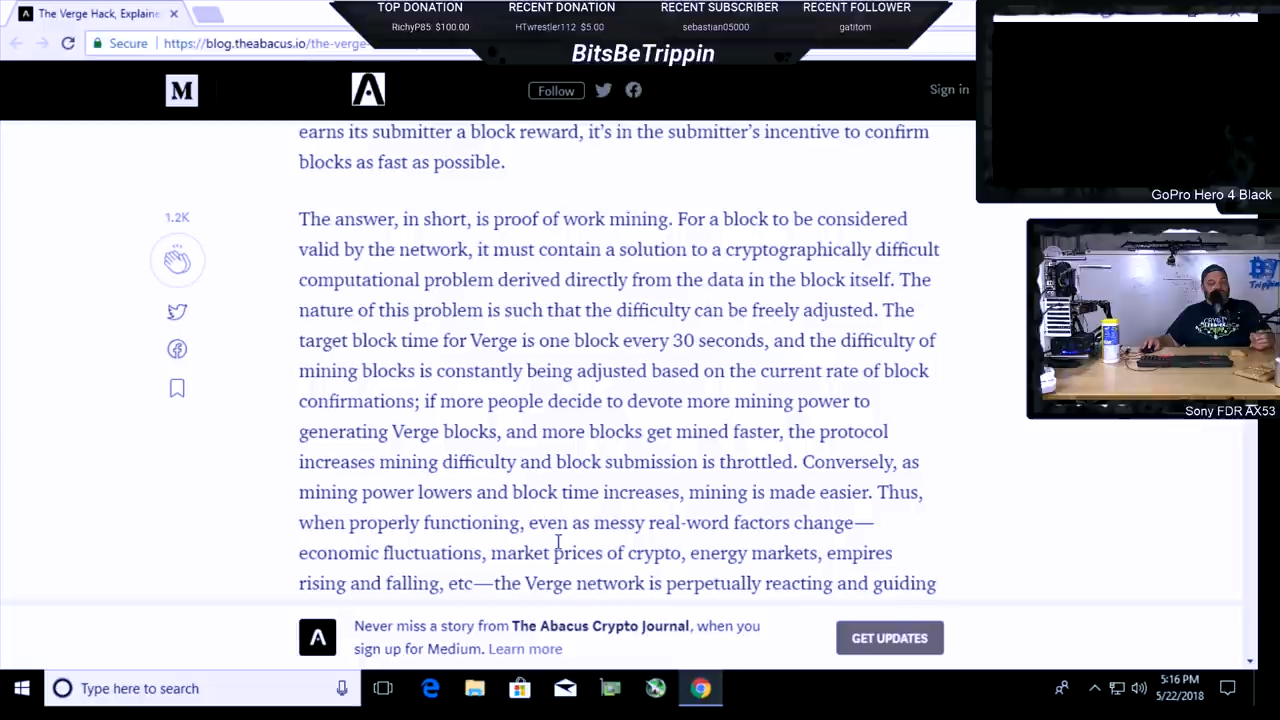 The Verge Hack, Explaine
TOP DONATION
RichyP85 $100.00
RECENT DONATION
HTwrestler112 $5.00
RECENT SUBSCRIBER
sebastian05000
RECENT FOLLOWER
gatitom
BitsBeTrippin
Secure
https://blog.theabacus.io/the-verge-
M
Follow
Sign in
GoPro Hero 4 Black
earns its submitter a block reward, it’s in the submitter’s incentive to confirm
blocks as fast as possible.
1.2K
The answer, in short, is proof of work mining. For a block to be considered
valid by the network, it must contain a solution to a cryptographically difficult
computational problem derived directly from the data in the block itself. The
nature of this problem is such that the difficulty can be freely adjusted. The
target block time for Verge is one block every 30 seconds, and the difficulty of
mining blocks is constantly being adjusted based on the current rate of block
confirmations; if more people decide to devote more mining power to
generating Verge blocks, and more blocks get mined faster, the protocol
increases mining difficulty and block submission is throttled. Conversely, as
mining power lowers and block time increases, mining is made easier. Thus,
when properly functioning, even as messy real-word factors change—
economic fluctuations, market prices of crypto, energy markets, empires
rising and falling, etc—the Verge network is perpetually reacting and guiding
Sony FDR AX53
Never miss a story from The Abacus Crypto Journal, when you
sign up for Medium. Learn more
GET UPDATES
Type here to search
5:16 PM
5/22/2018